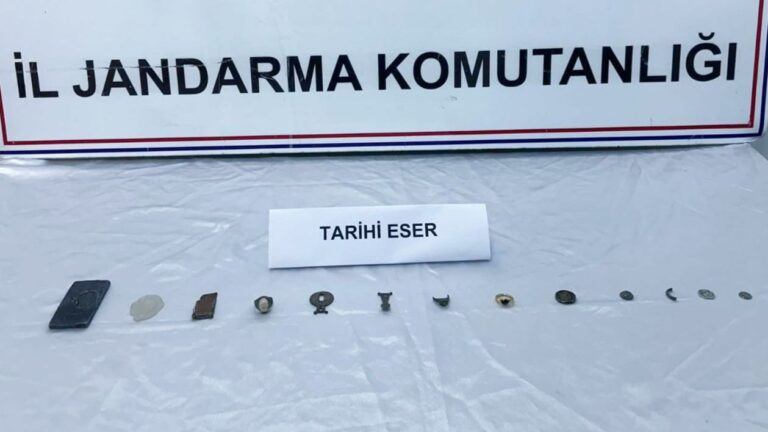 İL JANDARMA KOMUTANLIĞI
TARİHİ ESER